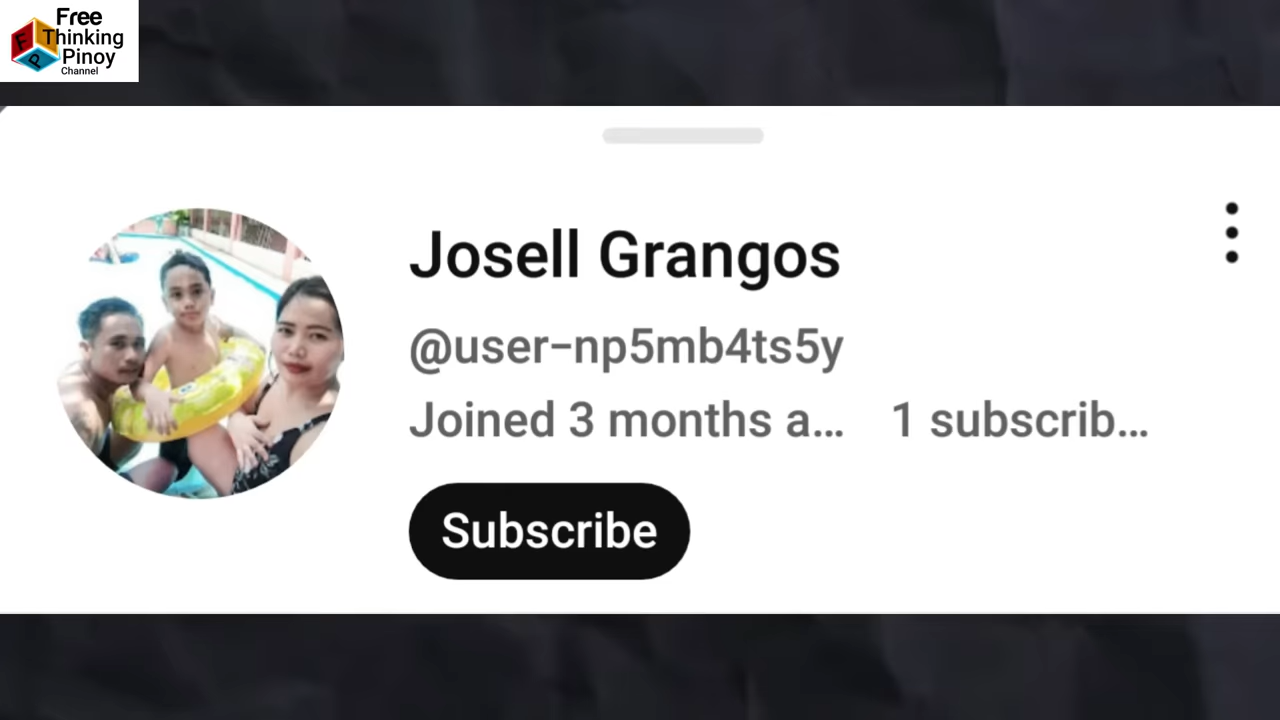 Free
Thinking
Pinoy
Channel
F
P
Josell Grangos
@user-np5mb4ts5y
Joined 3 months a... 1 subscrib...
Subscribe